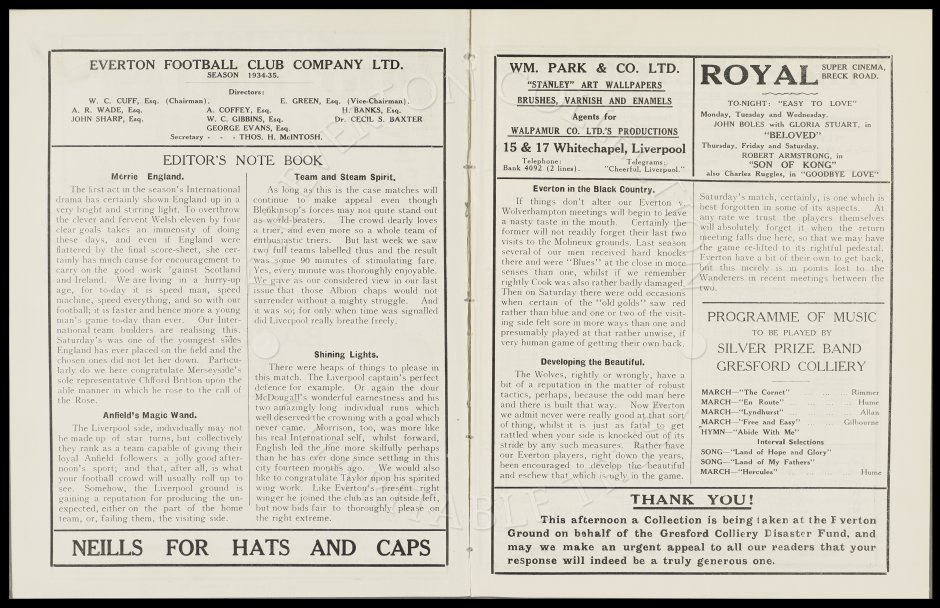 EVERTON FOOTBALL CLUB COMPANY LTD.
SEASON 1934-35.
Directors:
W. C. CUFF, Esq. (Chairman). E. GREEN, Esq. (Vice-Chairman).
A. R. WADE, Esq. A. COFFEY, Esq. H. BANKS, Esq.
JOHN SHARP, Esq. W. C. GIBBINS, Esq. Dr. CECIL S. BAXTER
GEORGE EVANS, Esq.
Secretary - - - THOS. H. McINTOSH.
EDITOR'S NOTE BOOK
Merrie England.
The first act in the season's International
drama has certainly shown England up in a
very bright and stirring light. To overthrow
the clever and fervent Welsh eleven by four
clear goals takes an immensity of doing
these days, and even if England were
flattered by the final score-sheet, she cer-
tainly has much cause for encouragement to
carry on the good work 'gainst Scotland
and Ireland. We are living in a hurry-up
age, for to-day it is speed man, speed
machine, speed everything, and so with our
football; it is faster and hence more a young
man's game to-day than ever. Our Inter-
national team builders are realising this.
Saturday's was one of the youngest sides
England has ever placed on the field and the
chosen ones did not let her down. Particu-
larly do we here congratulate Merseyside's
sole representative Clifford Britton upon the
able manner in which he rose to the call of
the Rose.
Anfield's Magic Wand.
The Liverpool side, individually may not
be made up of star turns, but collectively
they rank as a team capable of giving their
loyal Anfield followers a jolly good after-
noon's sport; and that, after all, is what
your football crowd will usually roll up to
see. Somehow, the Liverpool ground is
gaining a reputation for producing the un-
expected, either on the part of the home
team, or, failing them, the visiting side.
Team and Steam Spirit.
As long as this is the case matches will
continue to make appeal even though
Blenkinsop's forces may not quite stand out
as world-beaters. The crowd dearly loves
a trier, and even more so a whole team of
enthusiastic triers. But last week we saw
two full teams labelled thus and the result
was some 90 minutes of stimulating fare.
Yes, every minute was thoroughly enjoyable.
We gave as our considered view in our last
issue that those Albion chaps would not
surrender without a mighty struggle. And
it was so; for only when time was signalled
did Liverpool really breathe freely.
Shining Lights.
There were heaps of things to please in
this match. The Liverpool captain's perfect
defence for example. Or again the dour
McDougall's wonderful earnestness and his
two amazingly long individual runs which
well deserved the crowning with a goal which
never came. Morrison, too, was more like
his real International self, whilst forward,
English led the line more skilfully perhaps
than he has ever done since settling in this
city fourteen months ago. We would also
like to congratulate Taylor upon his spirited
wing work. Like Everton's present right
winger he joined the club as an outside left,
but now bids fair to thoroughly please on
the right extreme.
NEILLS FOR HATS AND CAPS
WM. PARK & CO. LTD.
"STANLEY" ART WALLPAPERS
BRUSHES, VARNISH AND ENAMELS
Agents for
WALPAMUR CO. LTD.'S PRODUCTIONS
15 & 17 Whitechapel, Liverpool
Telephone: Telegrams:
Bank 4092 (2 lines). "Cheerful, Liverpool."
ROYAL SUPER CINEMA,
BRECK ROAD.
TO-NIGHT: "EASY TO LOVE"
Monday, Tuesday and Wednesday.
JOHN BOLES with GLORIA STUART, in
"BELOVED"
Thursday, Friday and Saturday.
ROBERT ARMSTRONG, in
"SON OF KONG"
also Charles Ruggles, in "GOODBYE LOVE"
Everton in the Black Country.
If things don't alter our Everton v.
Wolverhampton meetings will begin to leave
a nasty taste in the mouth. Certainly the
former will not readily forget their last two
visits to the Molineux grounds. Last season
several of our men received hard knocks
there and were "Blues" at the close in more
senses than one, whilst if we remember
rightly Cook was also rather badly damaged.
Then on Saturday there were odd occasions
when certain of the "old golds" saw red
rather than blue and one or two of the visit-
ing side felt sore in more ways than one and
presumably played at that rather unwise, if
very human game of getting their own back.
Developing the Beautiful.
The Wolves, rightly or wrongly, have a
bit of a reputation in the matter of robust
tactics, perhaps, because the odd man here
and there is built that way. Now Everton
we admit never were really good at that sort
of thing, whilst it is just as fatal to get
rattled when your side is knocked out of its
stride by any such measures. Rather have
our Everton players, right down the years,
been encouraged to develop the beautiful
and eschew that which is ugly in the game.
Saturday's match, certainly, is one which is
best forgotten in some of its aspects. At
any rate we trust the players themselves
will absolutely forget it when the return
meeting falls due here, so that we may have
the game re-lifted to its rightful pedestal.
Everton have a bit of their own to get back,
but this merely is in points lost to the
Wanderers in recent meetings between the
two.
PROGRAMME OF MUSIC
TO BE PLAYED BY
SILVER PRIZE BAND
GRESFORD COLLIERY
MARCH—"The Cornet" ... ... ... Rimmer
MARCH—"En Route" ... ... Hume
MARCH—"Lyndhurst" ... ... Allan
MARCH—"Free and Easy" ... ... Gilbourne
HYMN—"Abide With Me"
Interval Selections
SONG—"Land of Hope and Glory"
SONG—"Land of My Fathers"
MARCH—"Hercules" ... ... ... Hume
THANK YOU!
This afternoon a Collection is being taken at the Everton
Ground on behalf of the Gresford Colliery Disaster Fund, and
may we make an urgent appeal to all our readers that your
response will indeed be a truly generous one.